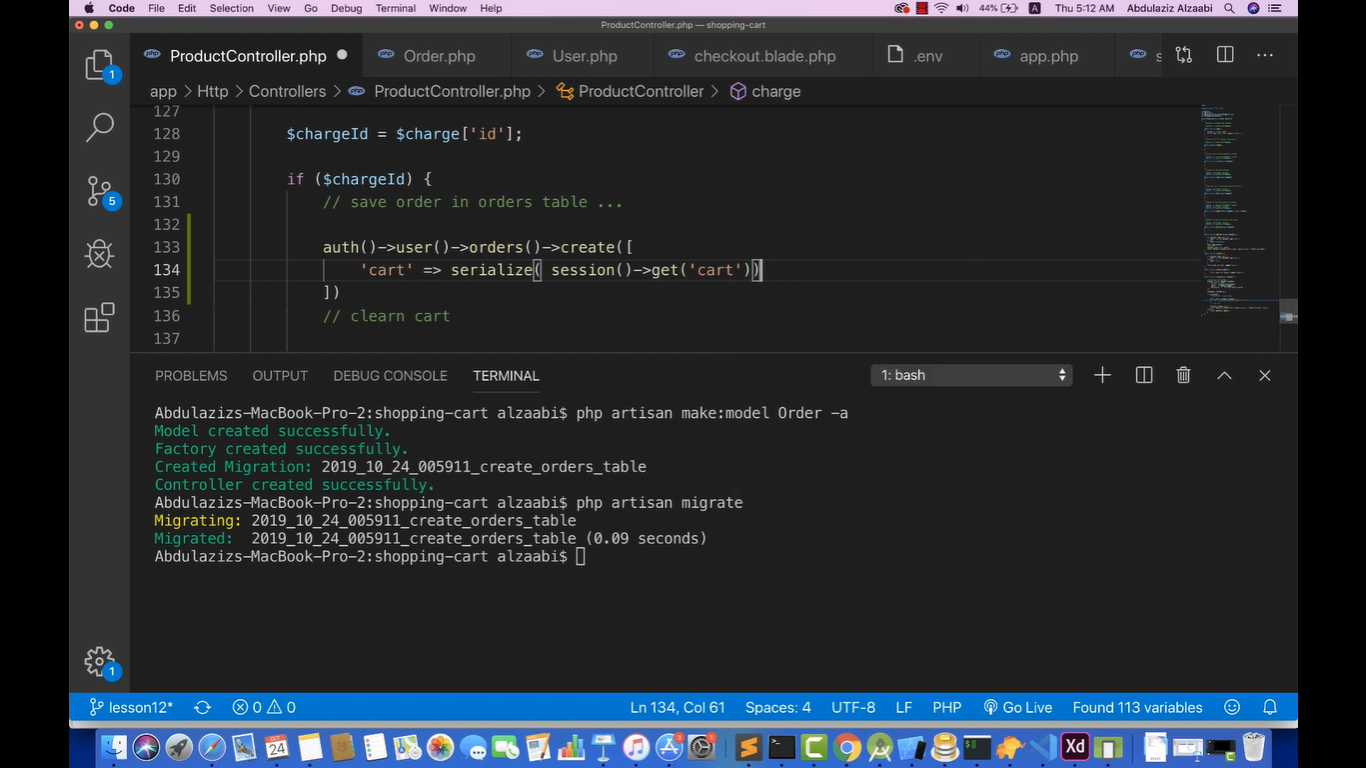 Code File Edit Selection View Go Debug Terminal Window Help 44% A Thu 5:12 AM Abdulaziz Alzaabi
ProductController.php — shopping-cart
1 ProductController.php Order.php User.php checkout.blade.php .env app.php s
app > Http > Controllers > ProductController.php > ProductController > charge
127
128 $chargeId = $charge['id'];
129
130 if ($chargeId) {
131 // save order in orders table ...
132
133 auth()->user()->orders()->create([
134 'cart' => serialize( session()->get('cart'))
135 ])
136 // clearn cart
137
5
PROBLEMS OUTPUT DEBUG CONSOLE TERMINAL 1: bash
Abdulazizs-MacBook-Pro-2:shopping-cart alzaabi$ php artisan make:model Order -a
Model created successfully.
Factory created successfully.
Created Migration: 2019_10_24_005911_create_orders_table
Controller created successfully.
Abdulazizs-MacBook-Pro-2:shopping-cart alzaabi$ php artisan migrate
Migrating: 2019_10_24_005911_create_orders_table
Migrated: 2019_10_24_005911_create_orders_table (0.09 seconds)
Abdulazizs-MacBook-Pro-2:shopping-cart alzaabi$
1
lesson12* 0 0 Ln 134, Col 61 Spaces: 4 UTF-8 LF PHP Go Live Found 113 variables
OCT 24 3 1 Xd